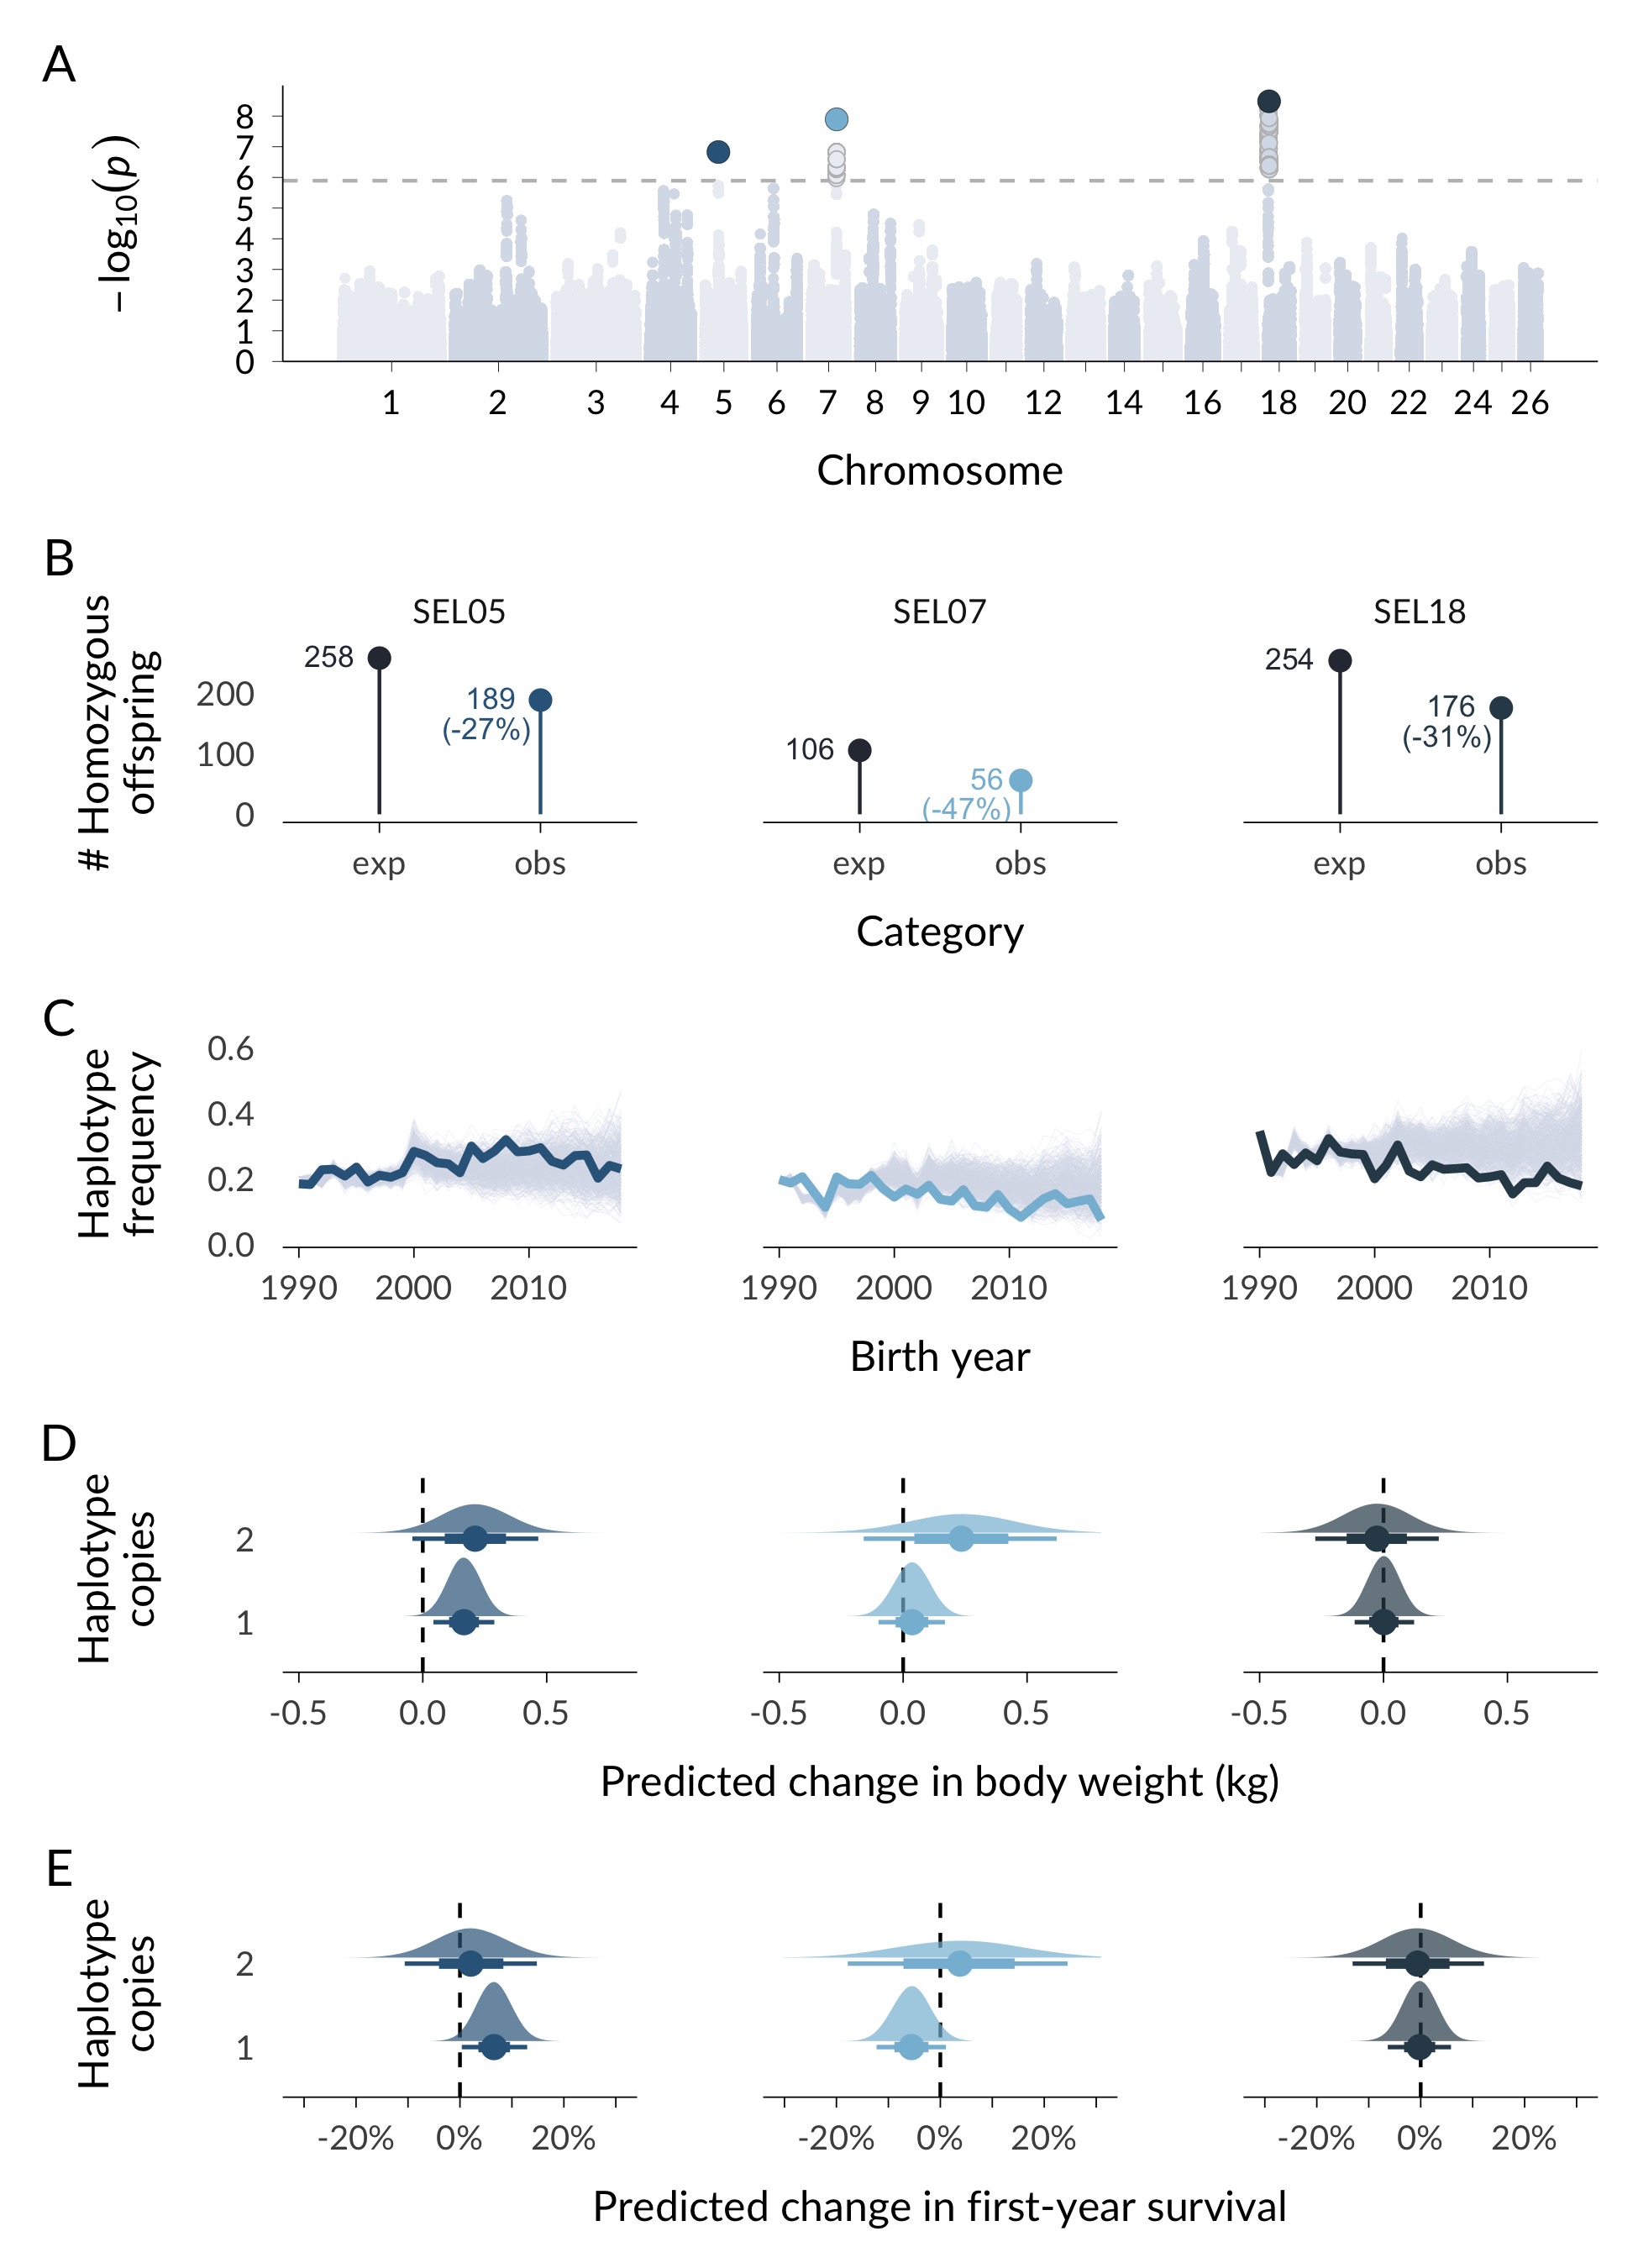 A
−log10(p)
8
7
6
5
4
3
2
1
0
1 2 3 4 5 6 7 8 9 10 12 14 16 18 20 22 24 26
Chromosome
B
# Homozygous
offspring
SEL05 SEL07 SEL18
200
100
0
258
189
(-27%)
106
56
(-47%)
254
176
(-31%)
exp obs exp obs exp obs
Category
C
Haplotype
frequency
0.6
0.4
0.2
0.0
1990 2000 2010 1990 2000 2010 1990 2000 2010
Birth year
D
Haplotype
copies
2
1
-0.5 0.0 0.5 -0.5 0.0 0.5 -0.5 0.0 0.5
Predicted change in body weight (kg)
E
Haplotype
copies
2
1
-20% 0% 20% -20% 0% 20% -20% 0% 20%
Predicted change in first-year survival